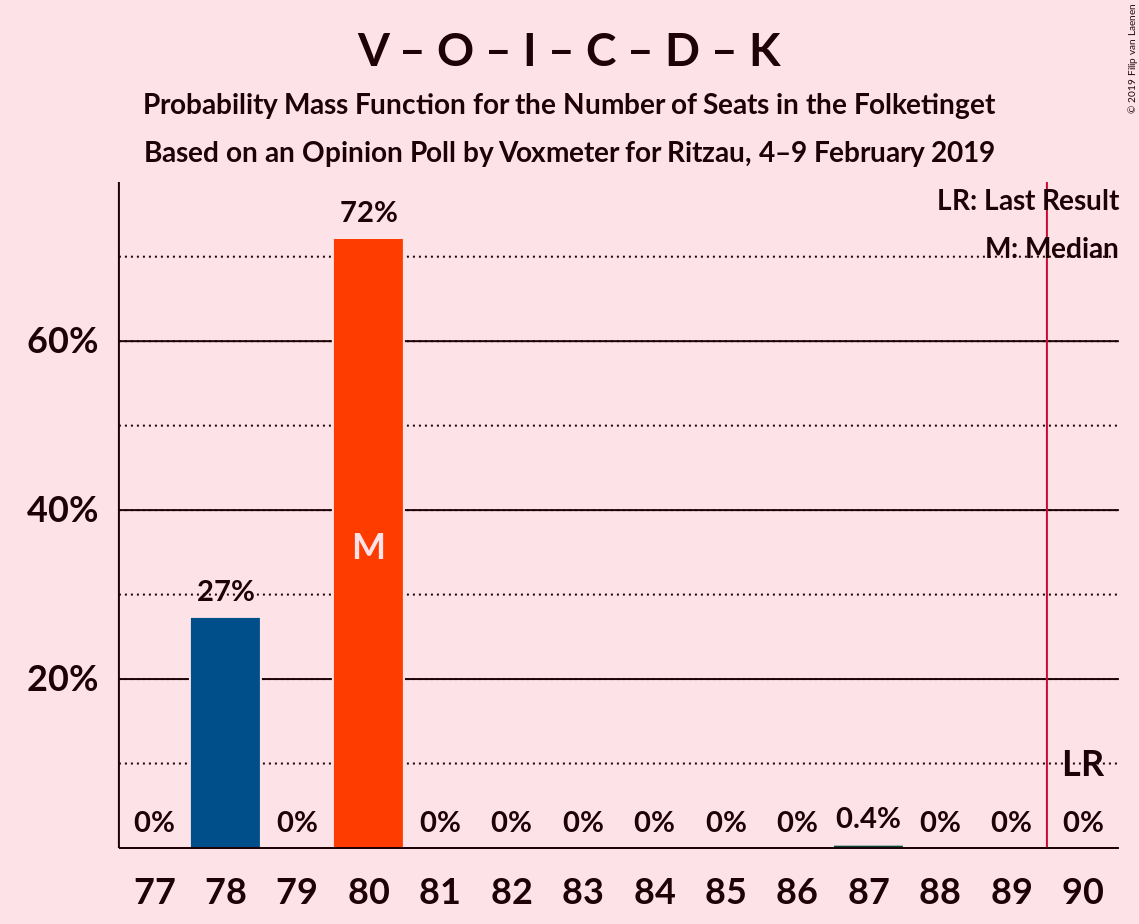 V – O – I – C – D – K
Probability Mass Function for the Number of Seats in the Folketinget
Based on an Opinion Poll by Voxmeter for Ritzau, 4–9 February 2019
© 2019 Filip van Laenen
LR: Last Result
M: Median
72%
60%
M
40%
27%
20%
LR
0% 0% 0% 0% 0% 0% 0% 0% 0.4% 0% 0% 0%
77 78 79 80 81 82 83 84 85 86 87 88 89 90